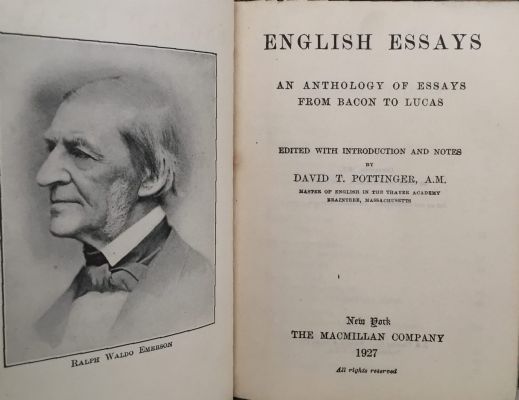 RALPH WALDO EMERSON
ENGLISH ESSAYS
AN ANTHOLOGY OF ESSAYS
FROM BACON TO LUCAS
EDITED WITH INTRODUCTION AND NOTES
BY
DAVID T. POTTINGER, A.M.
MASTER OF ENGLISH IN THE THAYER ACADEMY
BRAINTREE, MASSACHUSETTS
New York
THE MACMILLAN COMPANY
1927
All rights reserved